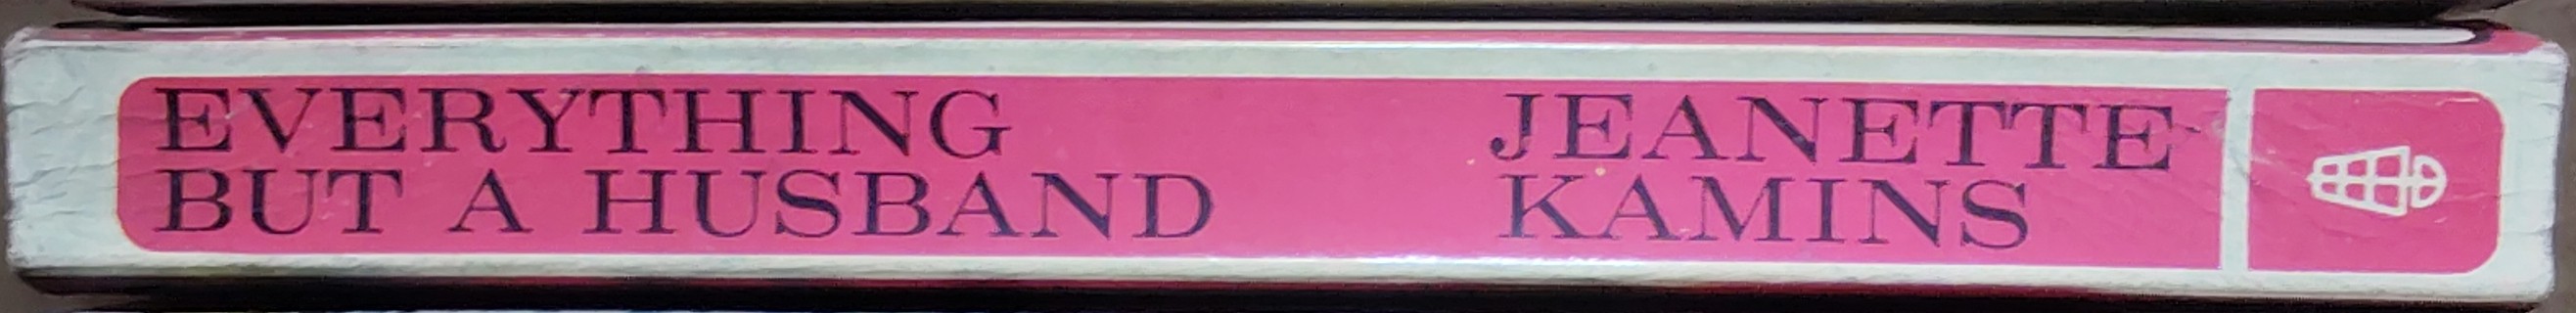 EVERYTHING
BUT A HUSBAND
JEANETTE
KAMINS